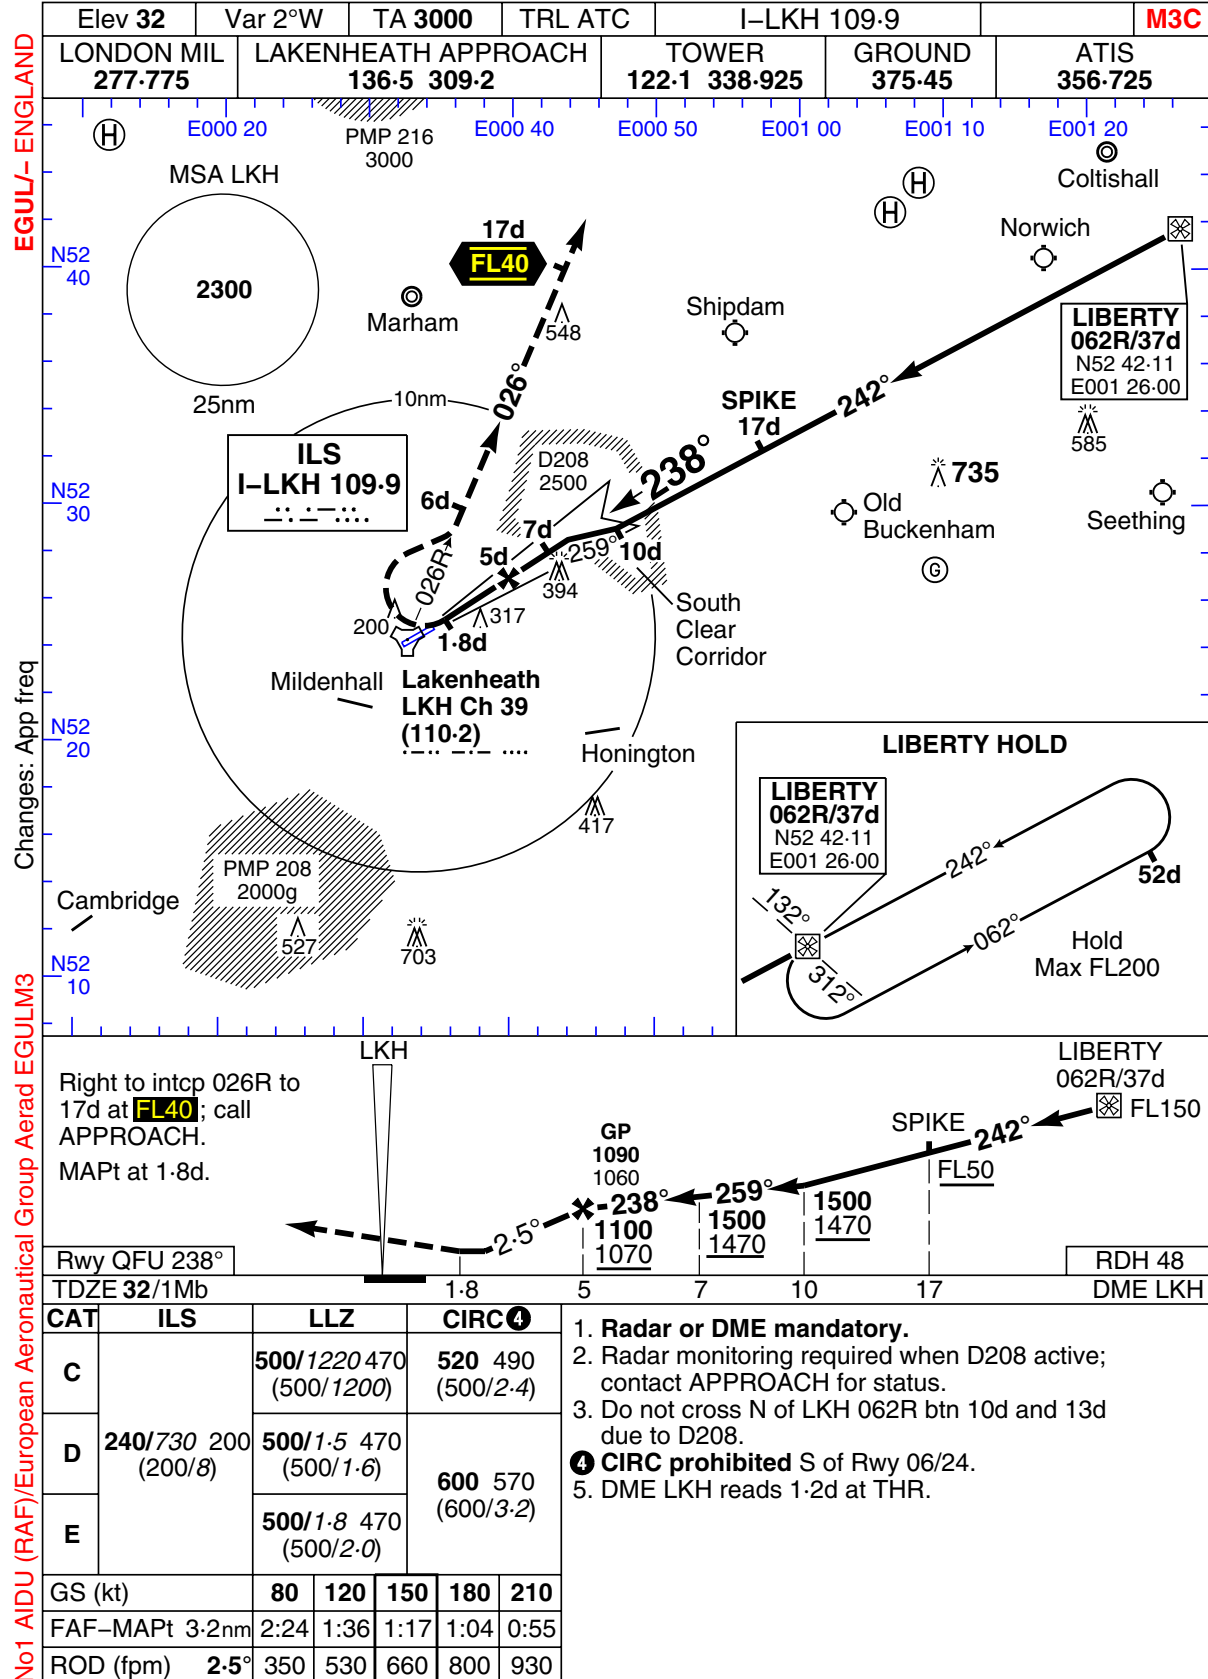 Elev 32
Var 2°W
TA 3000
TRL ATC
I–LKH 109·9
M3C
LONDON MIL
277·775
LAKENHEATH APPROACH
136·5 309·2
TOWER
122·1 338·925
GROUND
375·45
ATIS
356·725
EGUL/– ENGLAND
Changes: App freq
No1 AIDU (RAF)/European Aeronautical Group Aerad EGULM3
E000 20
E000 40
E000 50
E001 00
E001 10
E001 20
H
PMP 216
3000
MSA LKH
2300
25nm
N52
40
17d
FL40
Marham
548
Coltishall
H
H
Norwich
Shipdam
LIBERTY
062R/37d
N52 42·11
E001 26·00
585
10nm
026°
SPIKE
17d
242°
ILS
I–LKH 109·9
D208
2500
238°
735
N52
30
6d
7d
Old
Buckenham
Seething
5d
259°
10d
026R
394
G
200
317
1·8d
South
Clear
Corridor
Mildenhall
Lakenheath
LKH Ch 39
(110·2)
N52
20
Honington
417
PMP 208
2000g
527
703
Cambridge
N52
10
LIBERTY HOLD
LIBERTY
062R/37d
N52 42·11
E001 26·00
242°
52d
132°
062°
312°
Hold
Max FL200
LKH
Right to intcp 026R to
17d at FL40 ; call
APPROACH.
MAPt at 1·8d.
LIBERTY
062R/37d
FL150
SPIKE
242°
FL50
GP
1090
1060
238°
259°
1500
1470
1500
1470
1100
1070
2·5°
Rwy QFU 238°
RDH 48
TDZE 32/1Mb
1·8
5
7
10
17
DME LKH
CAT
ILS
LLZ
CIRC 4
C
500/1220 470
(500/1200)
520 490
(500/2·4)
D
240/730 200
(200/8)
500/1·5 470
(500/1·6)
600 570
(600/3·2)
E
500/1·8 470
(500/2·0)
GS (kt) 80 120 150 180 210
FAF–MAPt 3·2nm 2:24 1:36 1:17 1:04 0:55
ROD (fpm) 2·5° 350 530 660 800 930
1. Radar or DME mandatory.
2. Radar monitoring required when D208 active;
contact APPROACH for status.
3. Do not cross N of LKH 062R btn 10d and 13d
due to D208.
4 CIRC prohibited S of Rwy 06/24.
5. DME LKH reads 1·2d at THR.